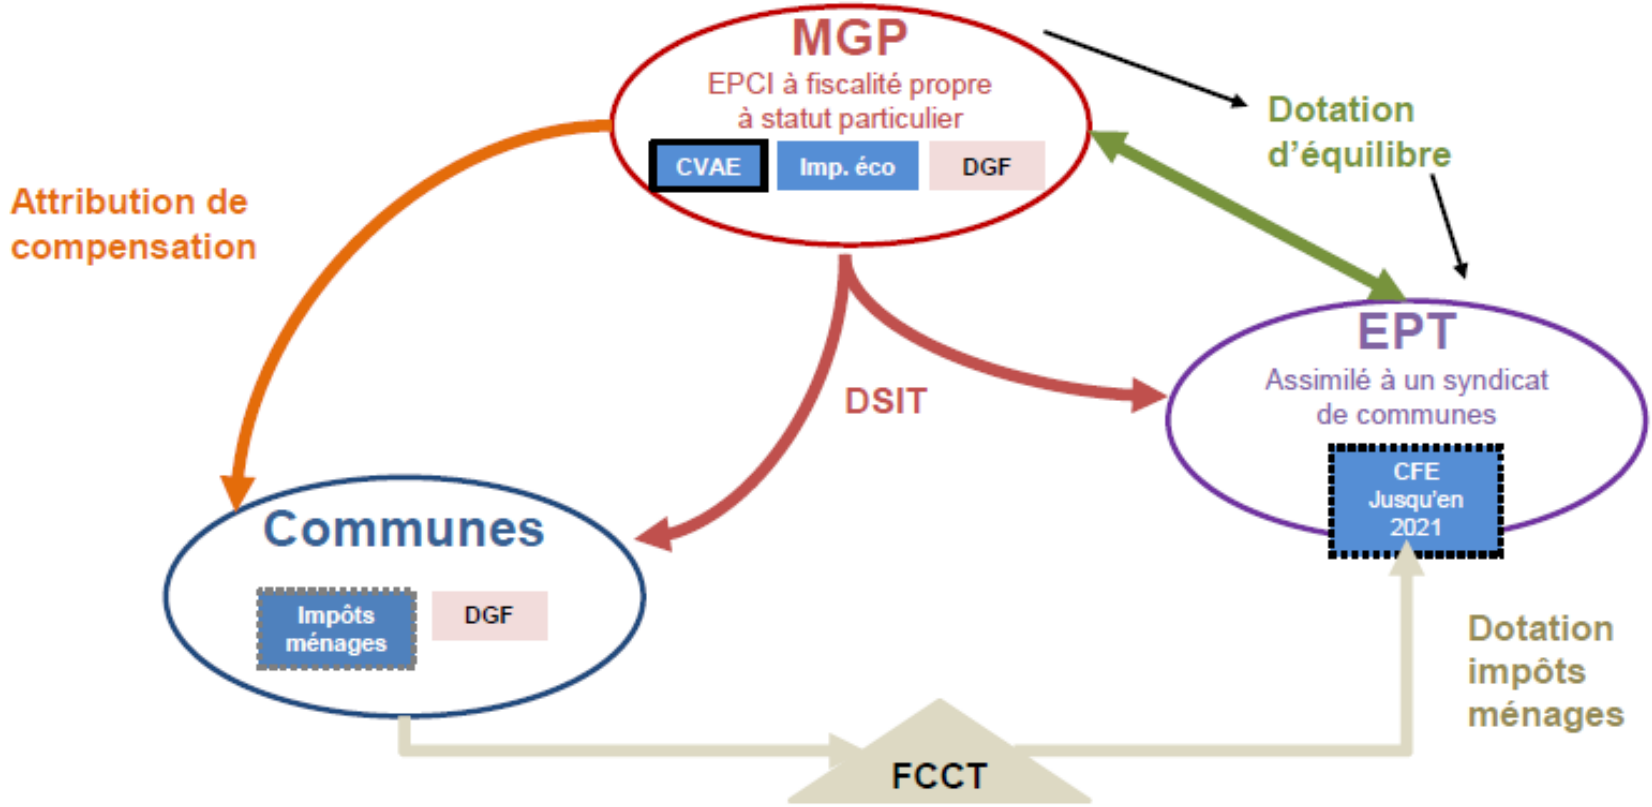 MGP
EPCI à fiscalité propre
à statut particulier
CVAE
Imp. éco
DGF
Dotation
d'équilibre
Attribution de
compensation
EPT
Assimilé à un syndicat
de communes
CFE
Jusqu'en
2021
DSIT
Communes
Impôts
ménages
DGF
Dotation
impôts
ménages
FCCT